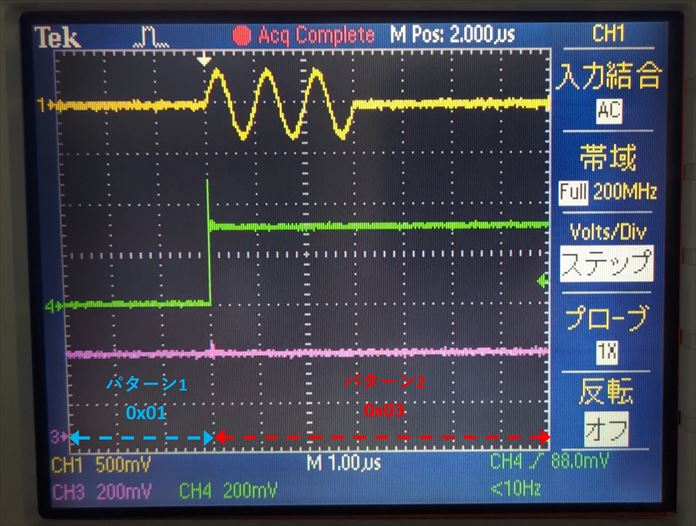 Tek
Acq Complete
M Pos: 2.000µs
CH1
入力結合
AC
帯域
Full 200MHz
Volts/Div
ステップ
プローブ
1X
反転
オフ
1
4
3
パターン1
0x01
パターン2
0x03
CH1 500mV
M 1.00µs
CH4 88.0mV
CH3 200mV
CH4 200mV
<10Hz